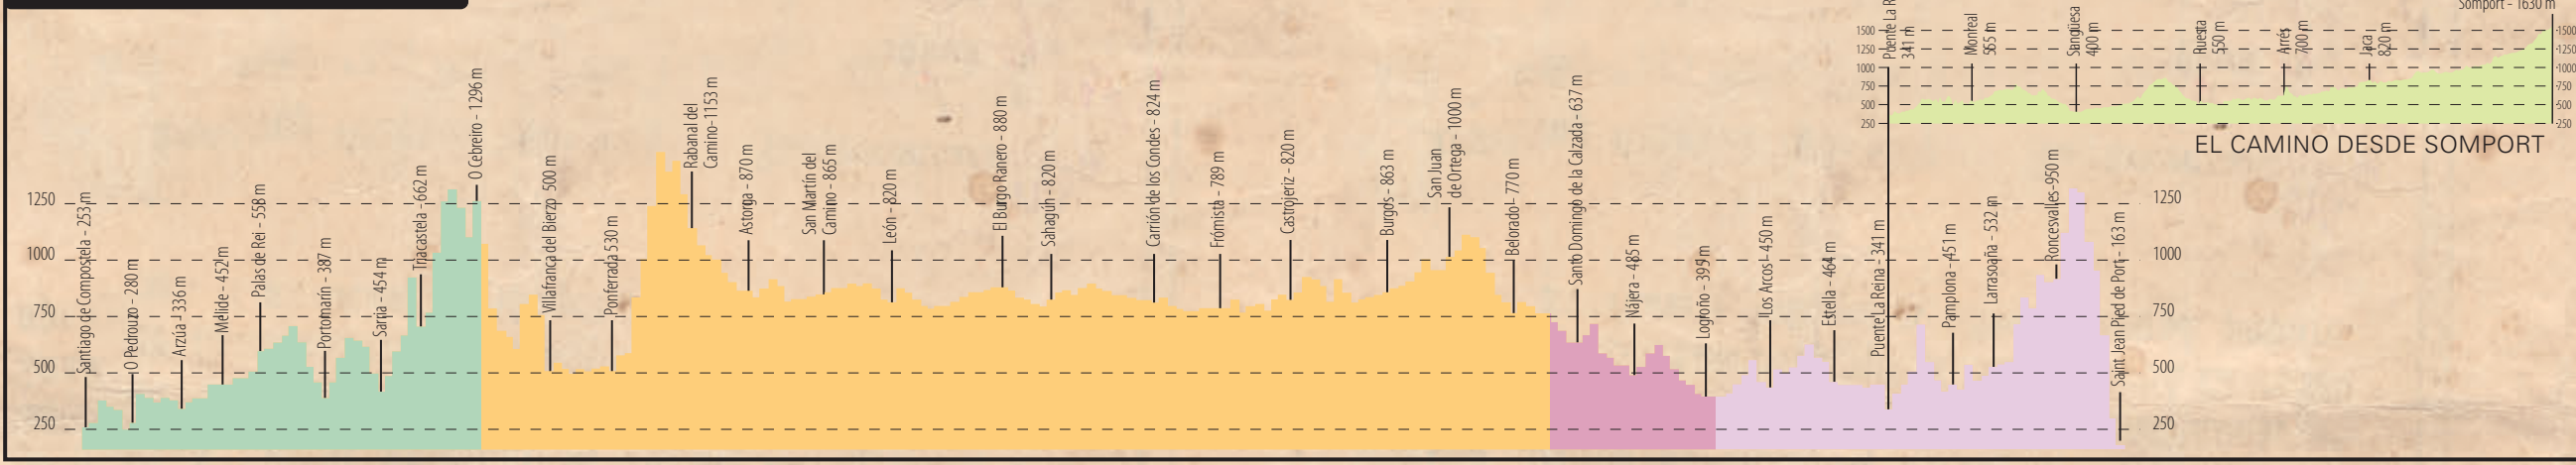 1250
1000
750
500
250
Santiago de Compostela - 253 m
O Pedrouzo - 280 m
Arzúa - 336 m
Melide - 452 m
Palas de Rei - 558 m
Portomarín - 387 m
Sarria - 454 m
Triacastela - 662 m
O Cebreiro - 1296 m
Villafranca del Bierzo 500 m
Ponferrada 530 m
Rabanal del
Camino- 1153 m
Astorga - 870 m
San Martín del
Camino - 865 m
León - 820 m
El Burgo Ranero - 880 m
Sahagún - 820 m
Carrión de los Condes - 824 m
Frómista - 789 m
Castrojeriz - 820 m
Burgos - 863 m
San Juan
de Ortega - 1000 m
Belorado - 770 m
Santo Domingo de la Calzada - 637 m
Nájera - 485 m
Logroño - 395 m
Los Arcos - 450 m
Estella - 464 m
Puente La Reina - 341 m
Pamplona - 451 m
Larrasoaña - 532 m
Roncesvalles-950 m
Saint Jean Pied de Port - 163 m
1250
1000
750
500
250
1500
1250
1000
750
500
250
Puente La R
341 m
Monreal
555 m
Sangüesa
400 m
Ruesta
550 m
Arrés
700 m
Jaca
820 m
Somport - 1630 m
1500
1250
1000
750
500
250
EL CAMINO DESDE SOMPORT